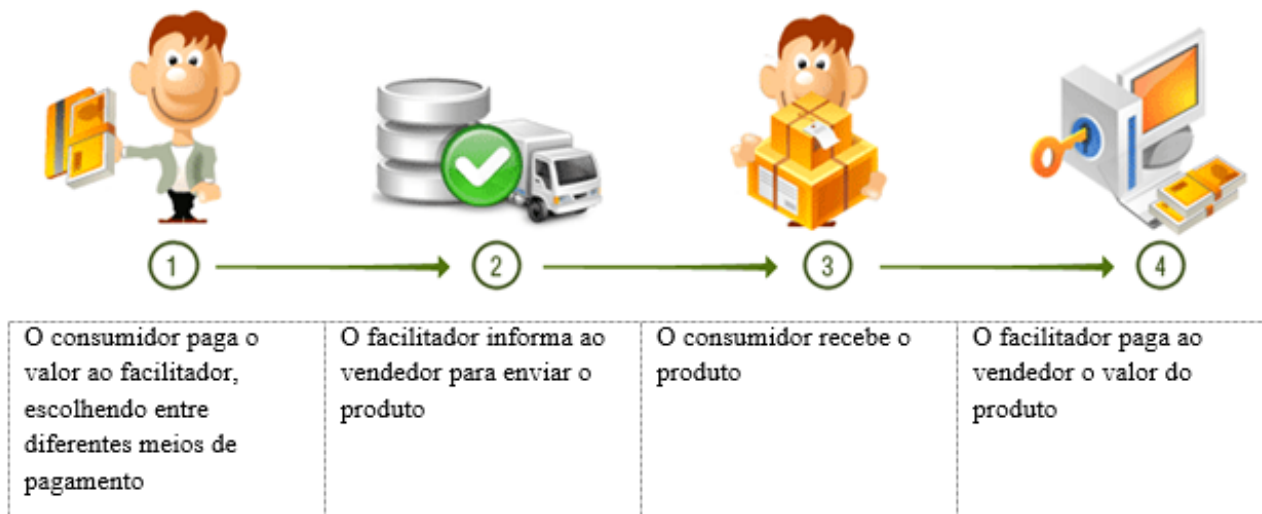 1
2
3
4
O consumidor paga o
valor ao facilitador,
escolhendo entre
diferentes meios de
pagamento
O facilitador informa ao
vendedor para enviar o
produto
O consumidor recebe o
produto
O facilitador paga ao
vendedor o valor do
produto